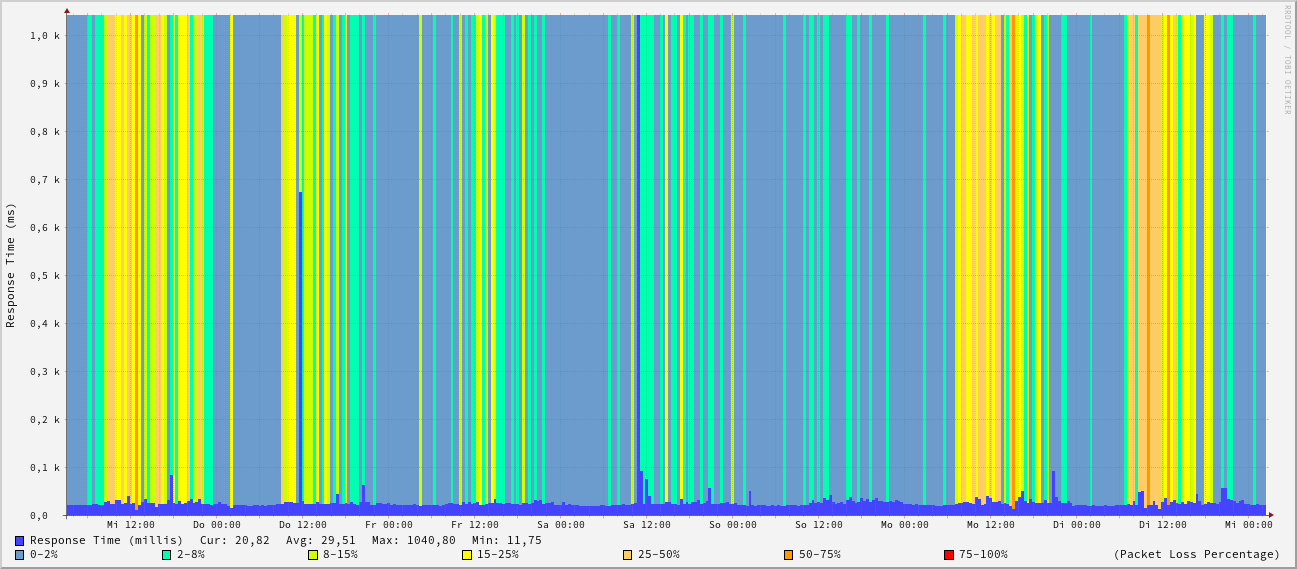 RRDTOOL / TOBI OETIKER
Response Time (ms)
1,0 k
0,9 k
0,8 k
0,7 k
0,6 k
0,5 k
0,4 k
0,3 k
0,2 k
0,1 k
0,0
Mi 12:00 Do 00:00 Do 12:00 Fr 00:00 Fr 12:00 Sa 00:00 Sa 12:00 So 00:00 So 12:00 Mo 00:00 Mo 12:00 Di 00:00 Di 12:00 Mi 00:00
Response Time (millis) Cur: 20,82 Avg: 29,51 Max: 1040,80 Min: 11,75
0-2% 2-8% 8-15% 15-25% 25-50% 50-75% 75-100% (Packet Loss Percentage)